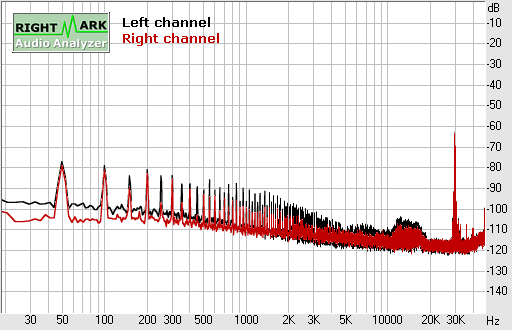 RIGHT MARK
Audio Analyzer
Left channel
Right channel
dB
-10
-20
-30
-40
-50
-60
-70
-80
-90
-100
-110
-120
-130
-140
30 50 100 200 300 500 1000 2K 3K 5K 10000 20K 30K Hz